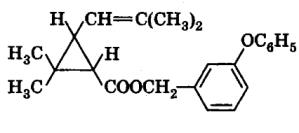 H CH=C(CH₃)₂
H₃C H OC₆H₅
H₃C COOCH₂